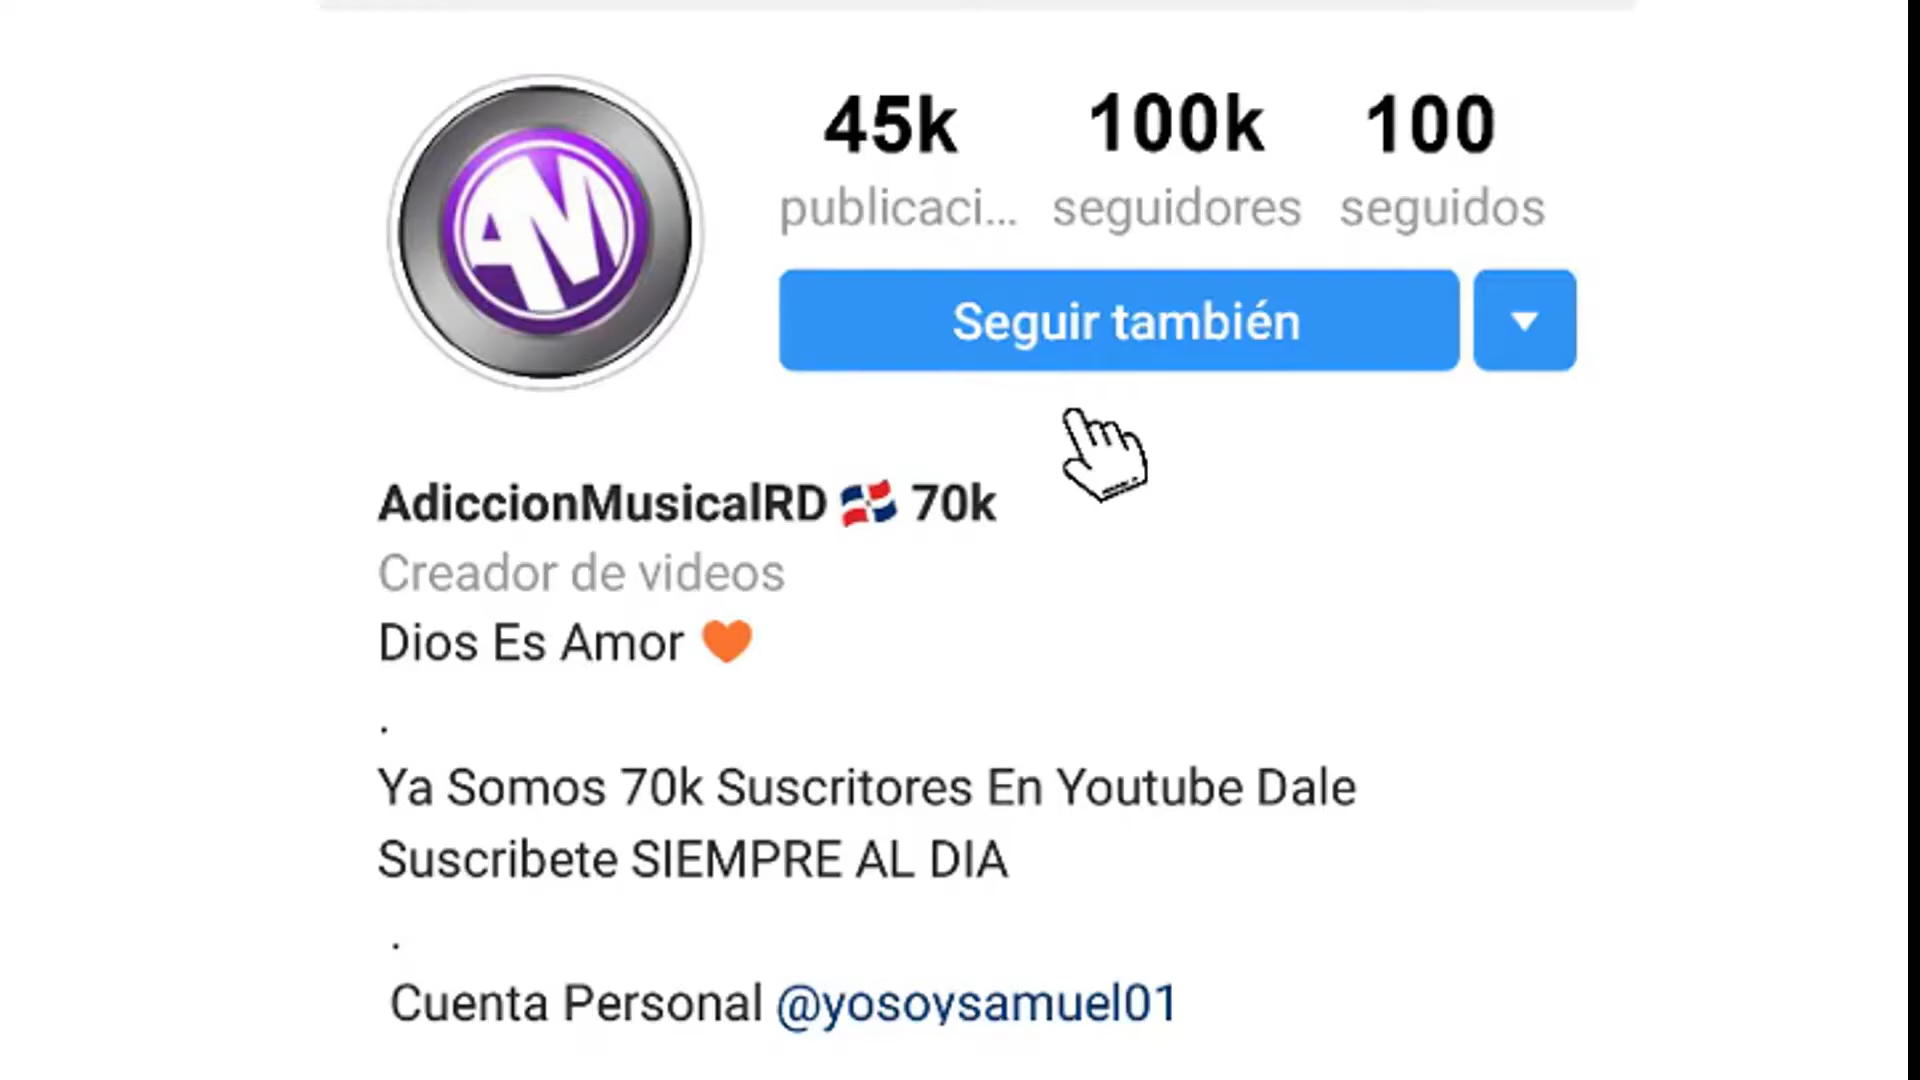 45k 100k 100
publicaci... seguidores seguidos
Seguir también
AM
AdiccionMusicalRD 🇩🇴 70k
Creador de videos
Dios Es Amor 🧡
.
Ya Somos 70k Suscritores En Youtube Dale
Suscribete SIEMPRE AL DIA
.
Cuenta Personal @yosoysamuel01